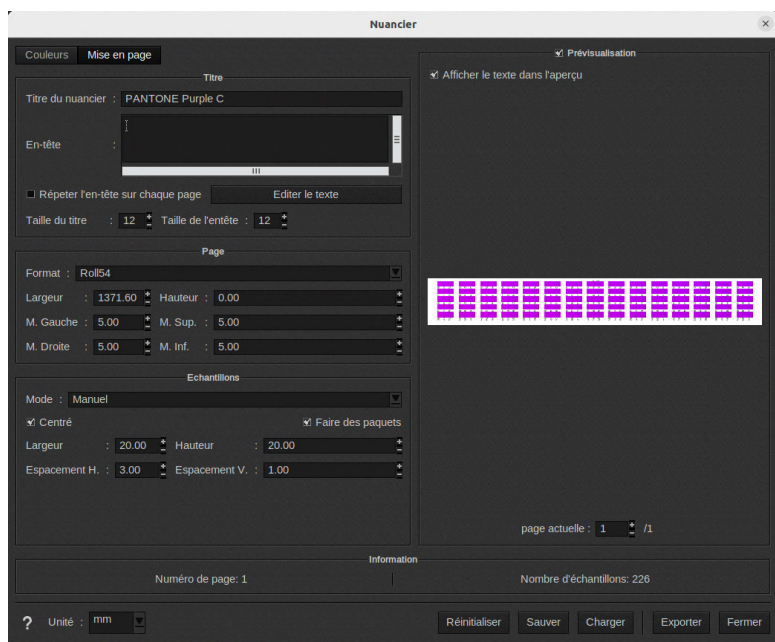 Nuancier
Couleurs Mise en page
Titre
Titre du nuancier : PANTONE Purple C
En-tête :
Répeter l'en-tête sur chaque page Editer le texte
Taille du titre : 12 Taille de l'entête : 12
Page
Format : Roll54
Largeur : 1371.60 Hauteur : 0.00
M. Gauche : 5.00 M. Sup. : 5.00
M. Droite : 5.00 M. Inf. : 5.00
Echantillons
Mode : Manuel
Centré Faire des paquets
Largeur : 20.00 Hauteur : 20.00
Espacement H. : 3.00 Espacement V. : 1.00
Prévisualisation
Afficher le texte dans l'aperçu
page actuelle : 1 /1
Information
Numéro de page: 1 Nombre d'échantillons: 226
? Unité : mm Réinitialiser Sauver Charger Exporter Fermer